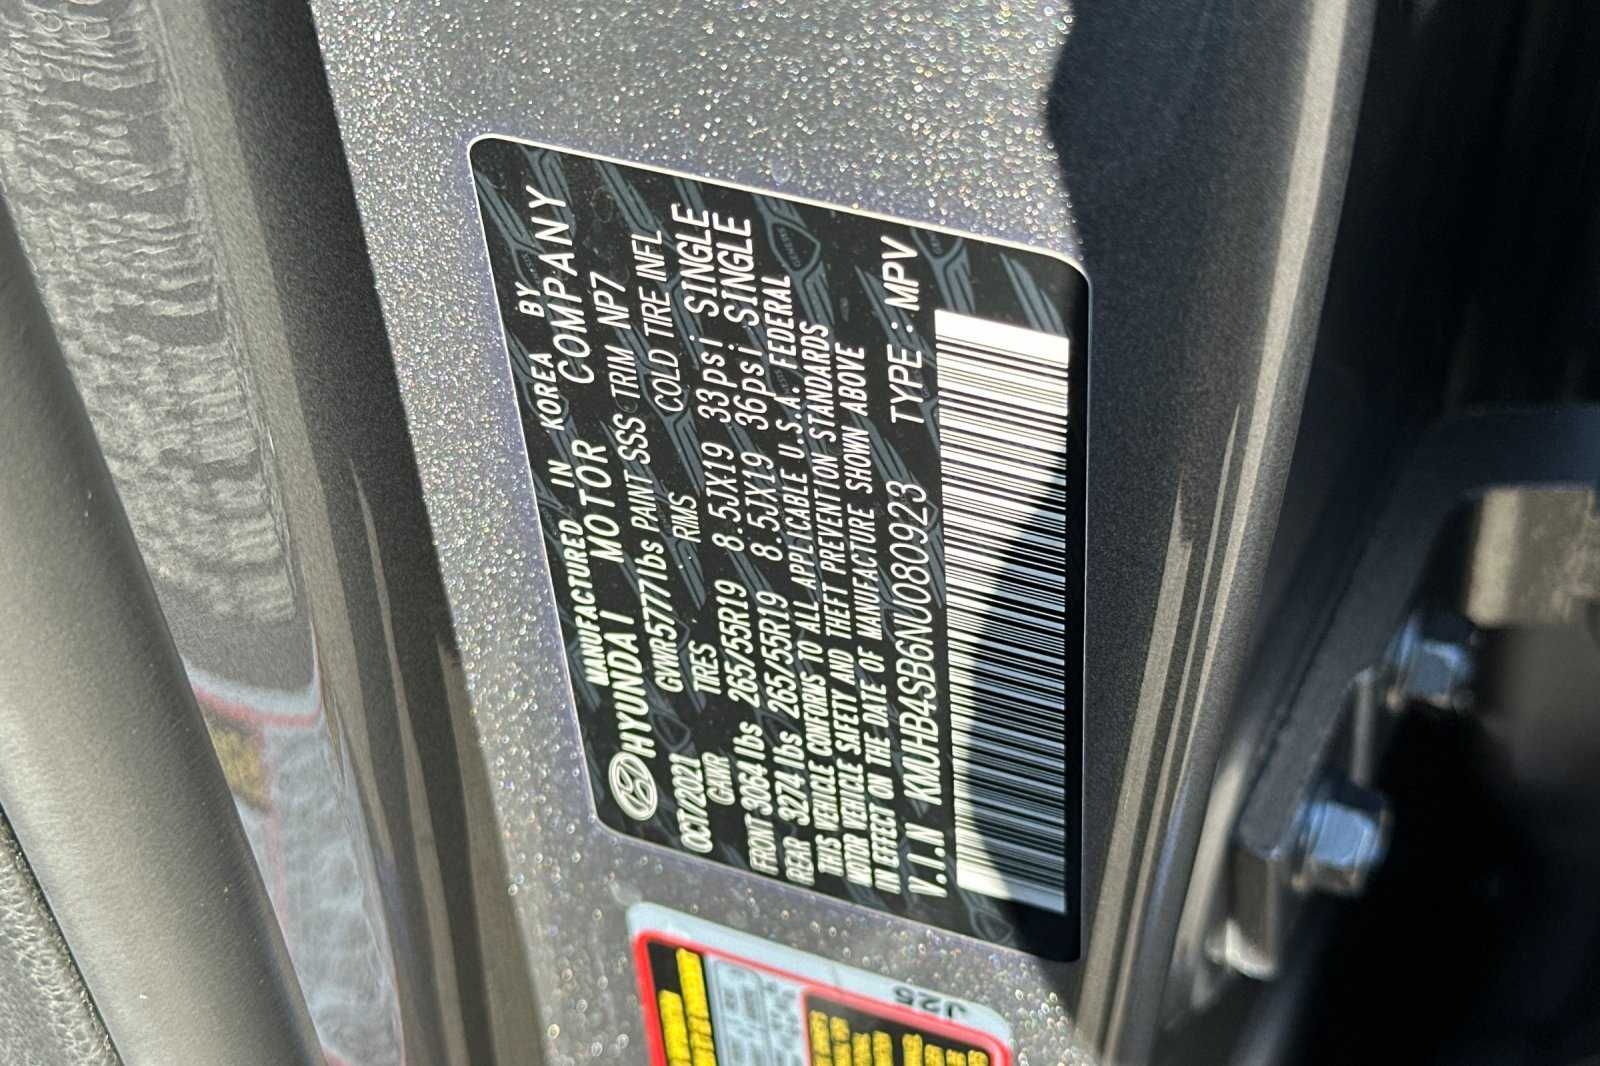 MANUFACTURED IN KOREA BY
HYUNDAI MOTOR COMPANY
OCT/2021 GVWR 5777lbs PAINT SSS TRIM NP7
GAWR TIRES RIMS COLD TIRE INFL
FRONT 3064 lbs 265/55R19 8.5JX19 33psi SINGLE
REAR 3274 lbs 265/55R19 8.5JX19 36psi SINGLE
THIS VEHICLE CONFORMS TO ALL APPLICABLE U.S.A. FEDERAL
MOTOR VEHICLE SAFETY AND THEFT PREVENTION STANDARDS
IN EFFECT ON THE DATE OF MANUFACTURE SHOWN ABOVE
V.I.N KMUHB4SB6NU080923 TYPE : MPV
J25